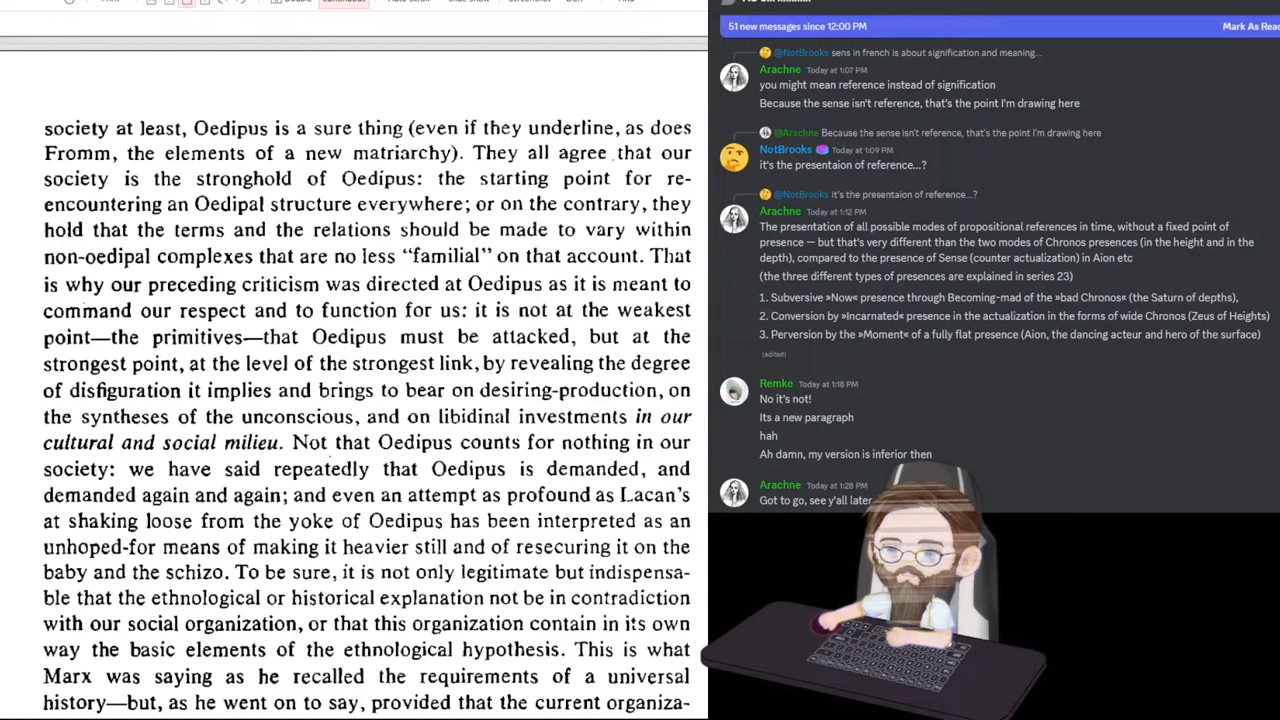 society at least, Oedipus is a sure thing (even if they underline, as does
Fromm, the elements of a new matriarchy). They all agree that our
society is the stronghold of Oedipus: the starting point for re-
encountering an Oedipal structure everywhere; or on the contrary, they
hold that the terms and the relations should be made to vary within
non-oedipal complexes that are no less “familial” on that account. That
is why our preceding criticism was directed at Oedipus as it is meant to
command our respect and to function for us: it is not at the weakest
point—the primitives—that Oedipus must be attacked, but at the
strongest point, at the level of the strongest link, by revealing the degree
of disfiguration it implies and brings to bear on desiring-production, on
the syntheses of the unconscious, and on libidinal investments in our
cultural and social milieu. Not that Oedipus counts for nothing in our
society: we have said repeatedly that Oedipus is demanded, and
demanded again and again; and even an attempt as profound as Lacan’s
at shaking loose from the yoke of Oedipus has been interpreted as an
unhoped-for means of making it heavier still and of resecuring it on the
baby and the schizo. To be sure, it is not only legitimate but indispensa-
ble that the ethnological or historical explanation not be in contradiction
with our social organization, or that this organization contain in its own
way the basic elements of the ethnological hypothesis. This is what
Marx was saying as he recalled the requirements of a universal
history—but, as he went on to say, provided that the current organiza-
51 new messages since 12:00 PM
Mark As Read
@NotBrooks sens in french is about signification and meaning...
Arachne Today at 1:07 PM
you might mean reference instead of signification
Because the sense isn't reference, that's the point I'm drawing here
@Arachne Because the sense isn't reference, that's the point I'm drawing here
NotBrooks Today at 1:09 PM
it's the presentaion of reference...?
@NotBrooks it's the presentaion of reference...?
Arachne Today at 1:12 PM
The presentation of all possible modes of propositional references in time, without a fixed point of
presence — but that's very different than the two modes of Chronos presences (in the height and in the
depth), compared to the presence of Sense (counter actualization) in Aion etc
(the three different types of presences are explained in series 23)
1. Subversive »Now« presence through Becoming-mad of the »bad Chronos« (the Saturn of depths),
2. Conversion by »Incarnated« presence in the actualization in the forms of wide Chronos (Zeus of Heights)
3. Perversion by the »Moment« of a fully flat presence (Aion, the dancing acteur and hero of the surface)
(edited)
Remke Today at 1:18 PM
No it's not!
Its a new paragraph
hah
Ah damn, my version is inferior then
Arachne Today at 1:28 PM
Got to go, see y'all later